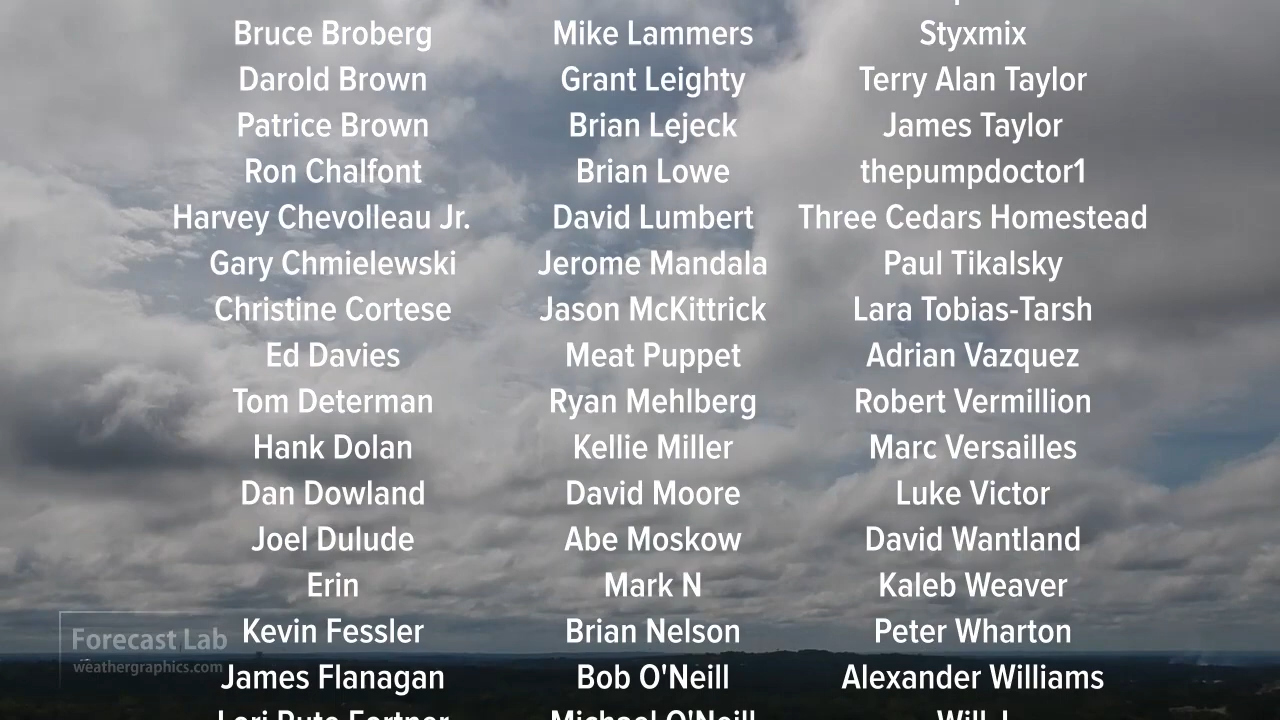 Bruce Broberg
Darold Brown
Patrice Brown
Ron Chalfont
Harvey Chevolleau Jr.
Gary Chmielewski
Christine Cortese
Ed Davies
Tom Determan
Hank Dolan
Dan Dowland
Joel Dulude
Erin
Kevin Fessler
James Flanagan
Mike Lammers
Grant Leighty
Brian Lejeck
Brian Lowe
David Lumbert
Jerome Mandala
Jason McKittrick
Meat Puppet
Ryan Mehlberg
Kellie Miller
David Moore
Abe Moskow
Mark N
Brian Nelson
Bob O'Neill
Michael O'Neill
Styxmix
Terry Alan Taylor
James Taylor
thepumpdoctor1
Three Cedars Homestead
Paul Tikalsky
Lara Tobias-Tarsh
Adrian Vazquez
Robert Vermillion
Marc Versailles
Luke Victor
David Wantland
Kaleb Weaver
Peter Wharton
Alexander Williams
Forecast Lab
weathergraphics.com